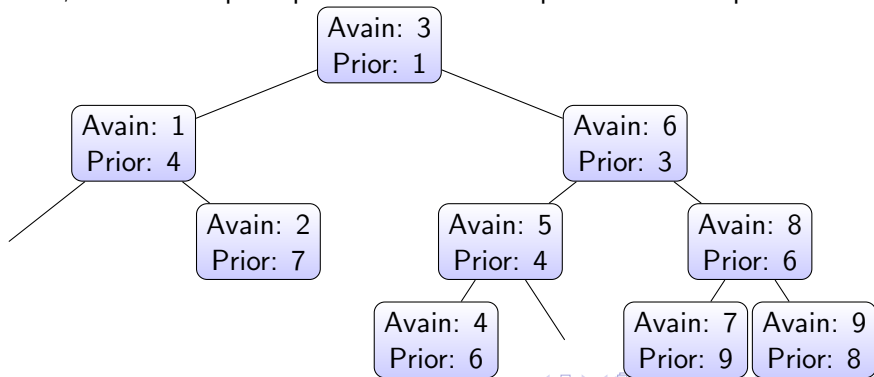 Avain: 3
Prior: 1
Avain: 1
Prior: 4
Avain: 6
Prior: 3
Avain: 2
Prior: 7
Avain: 5
Prior: 4
Avain: 8
Prior: 6
Avain: 4
Prior: 6
Avain: 7
Prior: 9
Avain: 9
Prior: 8